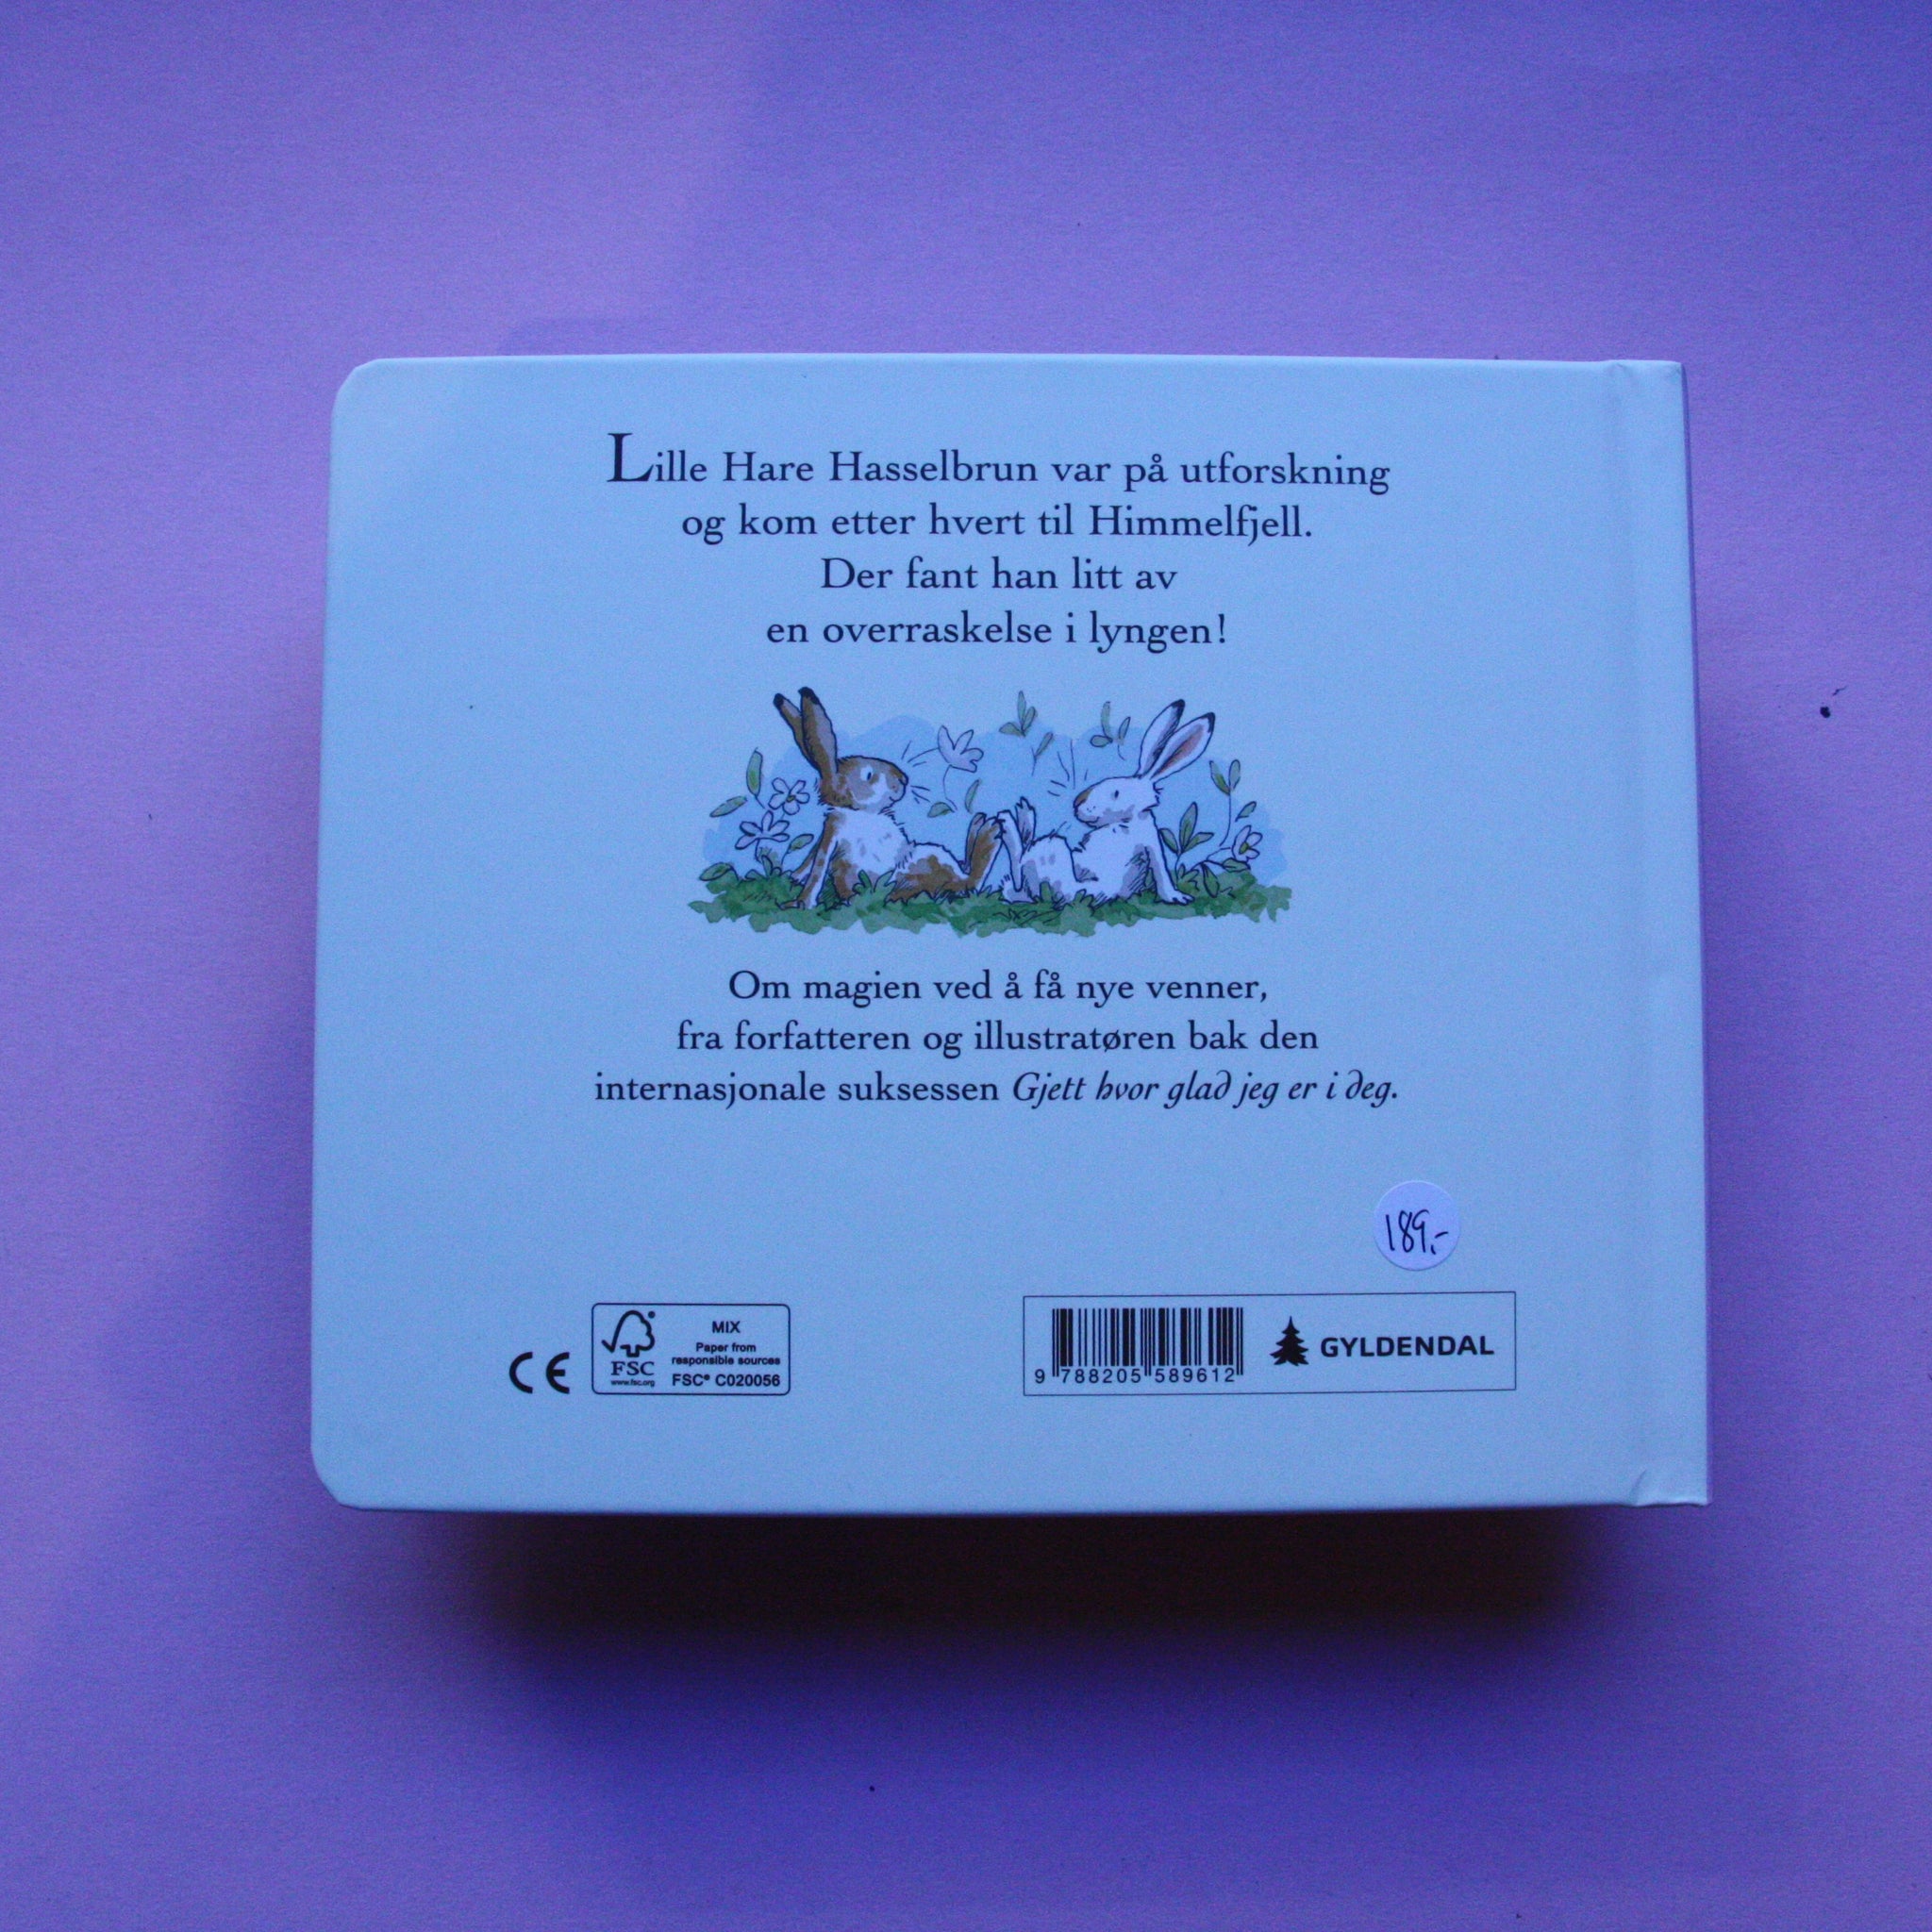 Lille Hare Hasselbrun var på utforskning
og kom etter hvert til Himmelfjell.
Der fant han litt av
en overraskelse i lyngen!
Om magien ved å få nye venner,
fra forfatteren og illustratøren bak den
internasjonale suksessen Gjett hvor glad jeg er i deg.
189,-
CE
FSC
www.fsc.org
MIX
Paper from
responsible sources
FSC® C020056
9 788205 589612
GYLDENDAL